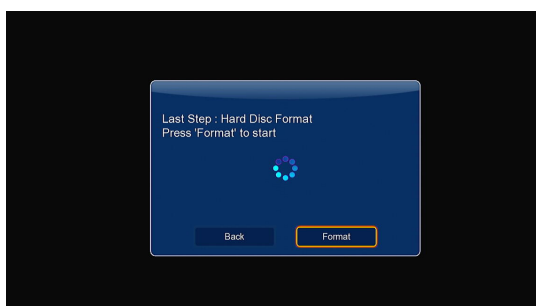 Last Step : Hard Disc Format
Press 'Format' to start
Back
Format